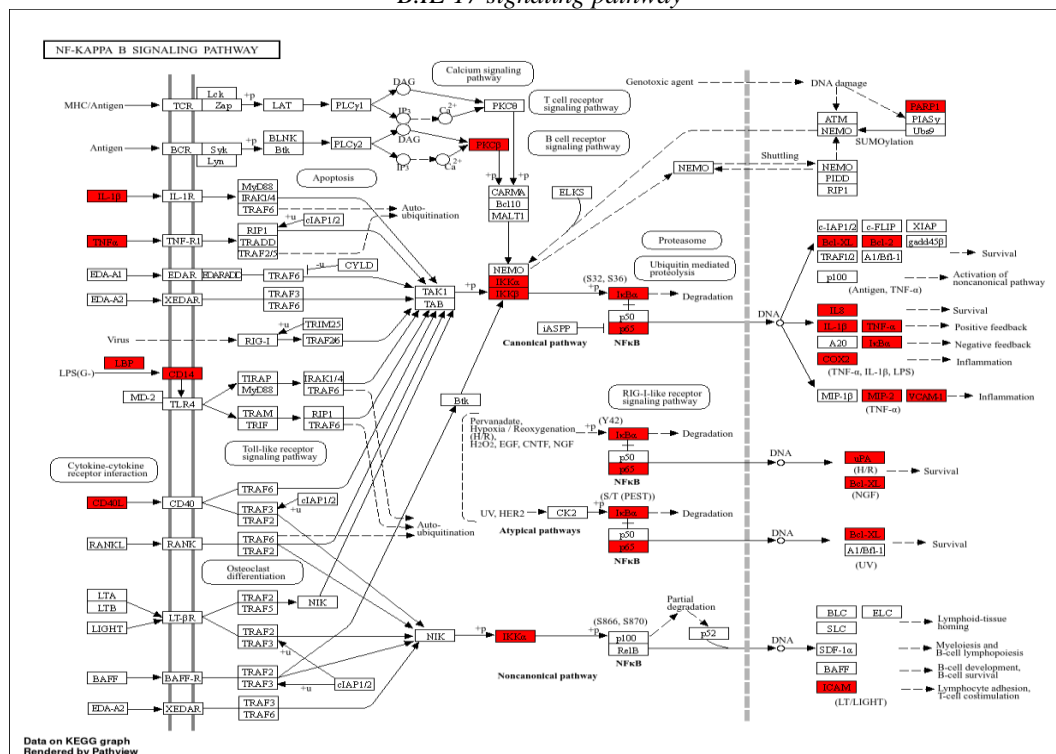 B.IL-17 signaling pathway
NF-KAPPA B SIGNALING PATHWAY
MHC/Antigen
TCR
Lck
Zap
+p
LAT
PLCγ1
DAG
IP3
Ca2+
PKCθ
Calcium signaling
pathway
T cell receptor
signaling pathway
B cell receptor
signaling pathway
Antigen
BCR
Syk
Lyn
+p
BLNK
Btk
PLCγ2
DAG
IP3
Ca2+
PKCβ
+p
+p
CARMA
Bcl10
MALT1
ELKS
Genotoxic agent
DNA damage
ATM
NEMO
PARP1
PIASγ
Ubs9
SUMOylation
Shuttling
NEMO
NEMO
PIDD
RIP1
Apoptosis
IL-1β
IL-1R
MyD88
IRAK1/4
TRAF6
Auto-
ubiquitination
TNFα
TNF-R1
RIP1
TRADD
TRAF2/5
+u
cIAP1/2
EDA-A1
EDAR
EDARADD
TRAF6
-u
CYLD
EDA-A2
XEDAR
TRAF3
TRAF6
TAK1
TAB
+p
NEMO
IKKα
IKKβ
+p
(S32, S36)
IκBα
p50
p65
NFκB
Degradation
iASPP
Canonical pathway
Proteasome
Ubiquitin mediated
proteolysis
DNA
c-IAP1/2
c-FLIP
XIAP
Bcl-XL
Bcl-2
gadd45β
TRAF1/2
A1/Bfl-1
Survival
p100
(Antigen, TNF-α)
Activation of
noncanonical pathway
IL8
Survival
IL-1β
TNF-α
Positive feedback
A20
IκBα
Negative feedback
COX2
Inflammation
(TNF-α, IL-1β, LPS)
MIP-1β
MIP-2
VCAM-1
Inflammation
(TNF-α)
Virus
RIG-I
+u
TRIM25
TRAF2/6
LBP
LPS(G-)
CD14
MD-2
TLR4
TIRAP
MyD88
IRAK1/4
TRAF6
TRAM
TRIF
RIP1
TRAF6
Toll-like receptor
signaling pathway
Btk
RIG-I-like receptor
signaling pathway
Pervanadate,
Hypoxia / Reoxygenation
(H/R),
H2O2, EGF, CNTF, NGF
+p
(Y42)
IκBα
p50
p65
NFκB
Degradation
DNA
uPA
(H/R)
Bcl-XL
(NGF)
Survival
Cytokine-cytokine
receptor interaction
CD40L
CD40
TRAF6
TRAF3
TRAF2
cIAP1/2
+u
Auto-
ubiquitination
UV, HER2
CK2
+p
(S/T (PEST))
IκBα
p50
p65
NFκB
Degradation
Atypical pathways
DNA
Bcl-XL
A1/Bfl-1
(UV)
Survival
RANKL
RANK
TRAF6
TRAF2
Osteoclast
differentiation
LTA
LTB
LIGHT
LT-βR
TRAF2
TRAF5
NIK
TRAF2
TRAF3
+u
NIK
+p
IKKα
+p
(S866, S870)
p100
RelB
NFκB
Partial
degradation
p52
Noncanonical pathway
DNA
BLC
ELC
SLC
Lymphoid-tissue
homing
SDF-1α
Myeloiesis and
B-cell lymphopoiesis
BAFF
B-cell development,
B-cell survival
ICAM
(LT/LIGHT)
Lymphocyte adhesion,
T-cell costimulation
BAFF
BAFF-R
TRAF2
TRAF3
+u
cIAP1/2
EDA-A2
XEDAR
TRAF3
TRAF6
Data on KEGG graph
Rendered by Pathview